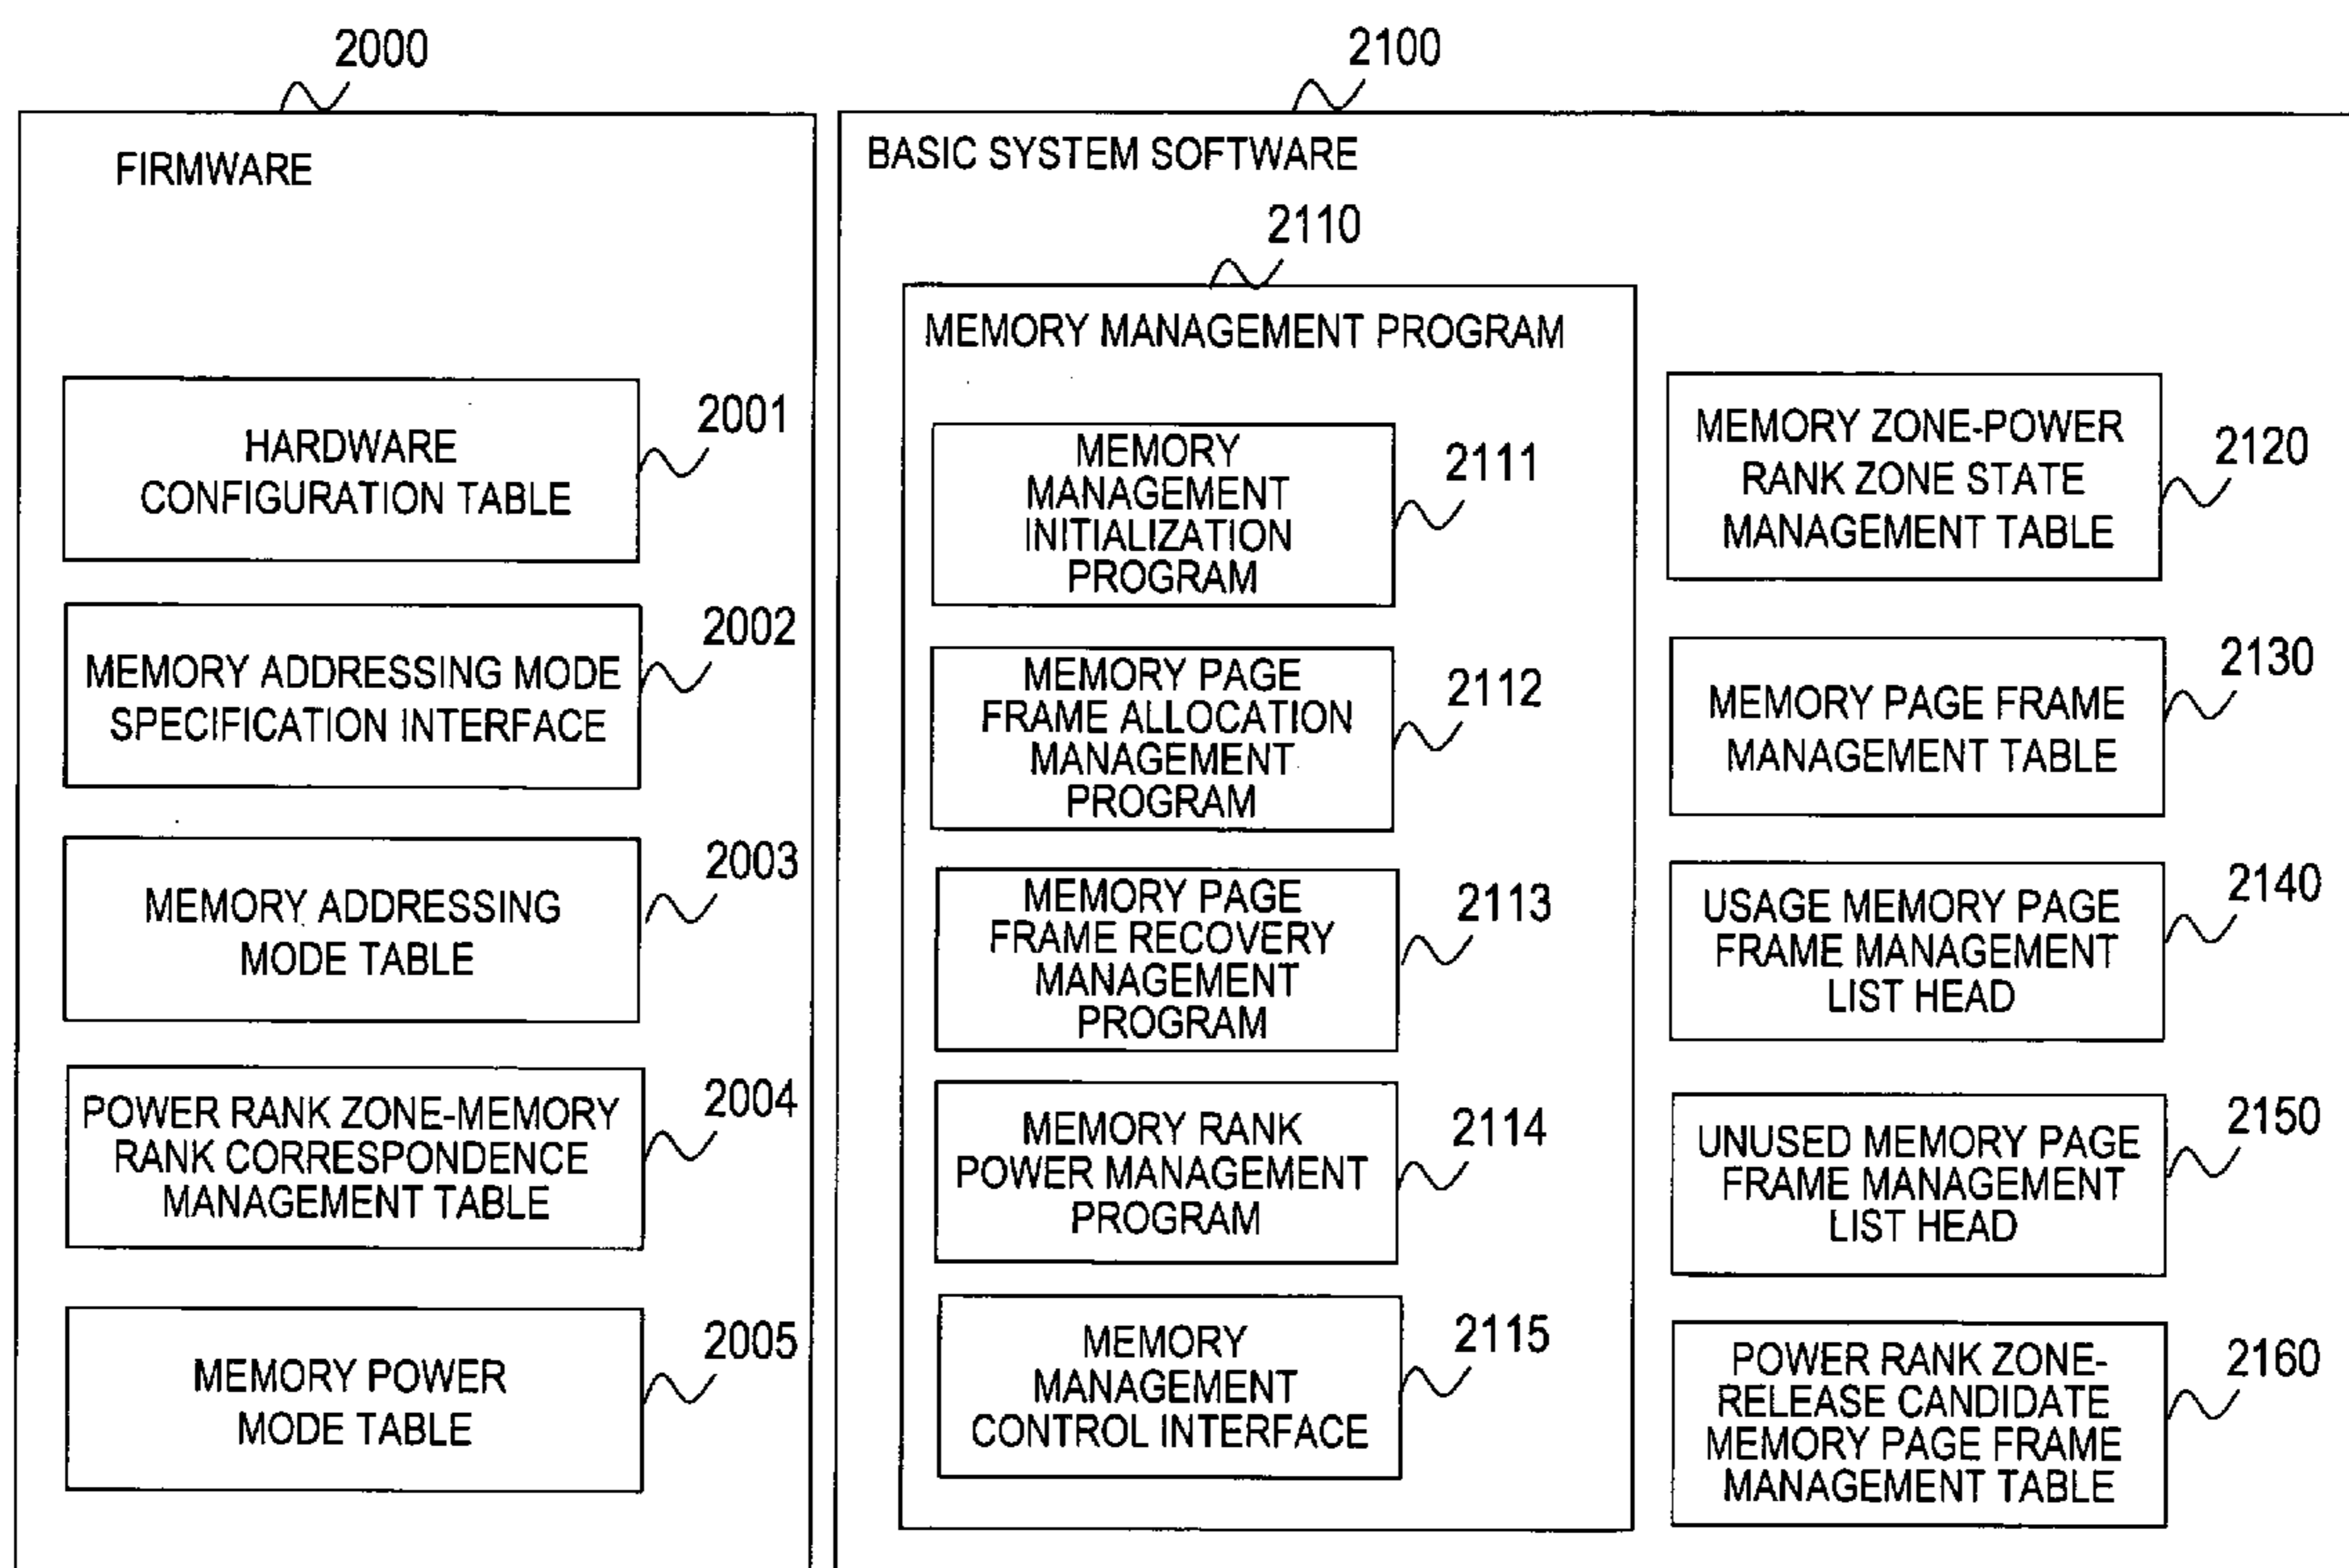 2000
FIRMWARE
HARDWARE
CONFIGURATION TABLE
2001
MEMORY ADDRESSING MODE
SPECIFICATION INTERFACE
2002
MEMORY ADDRESSING
MODE TABLE
2003
POWER RANK ZONE-MEMORY
RANK CORRESPONDENCE
MANAGEMENT TABLE
2004
MEMORY POWER
MODE TABLE
2005
2100
BASIC SYSTEM SOFTWARE
2110
MEMORY MANAGEMENT PROGRAM
MEMORY
MANAGEMENT
INITIALIZATION
PROGRAM
2111
MEMORY PAGE
FRAME ALLOCATION
MANAGEMENT
PROGRAM
2112
MEMORY PAGE
FRAME RECOVERY
MANAGEMENT
PROGRAM
2113
MEMORY RANK
POWER MANAGEMENT
PROGRAM
2114
MEMORY
MANAGEMENT
CONTROL INTERFACE
2115
MEMORY ZONE-POWER
RANK ZONE STATE
MANAGEMENT TABLE
2120
MEMORY PAGE FRAME
MANAGEMENT TABLE
2130
USAGE MEMORY PAGE
FRAME MANAGEMENT
LIST HEAD
2140
UNUSED MEMORY PAGE
FRAME MANAGEMENT
LIST HEAD
2150
POWER RANK ZONE-
RELEASE CANDIDATE
MEMORY PAGE FRAME
MANAGEMENT TABLE
2160